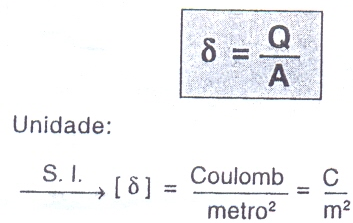 δ = Q/A
Unidade:
S. I. → [ δ ] = Coulomb/metro² = C/m²